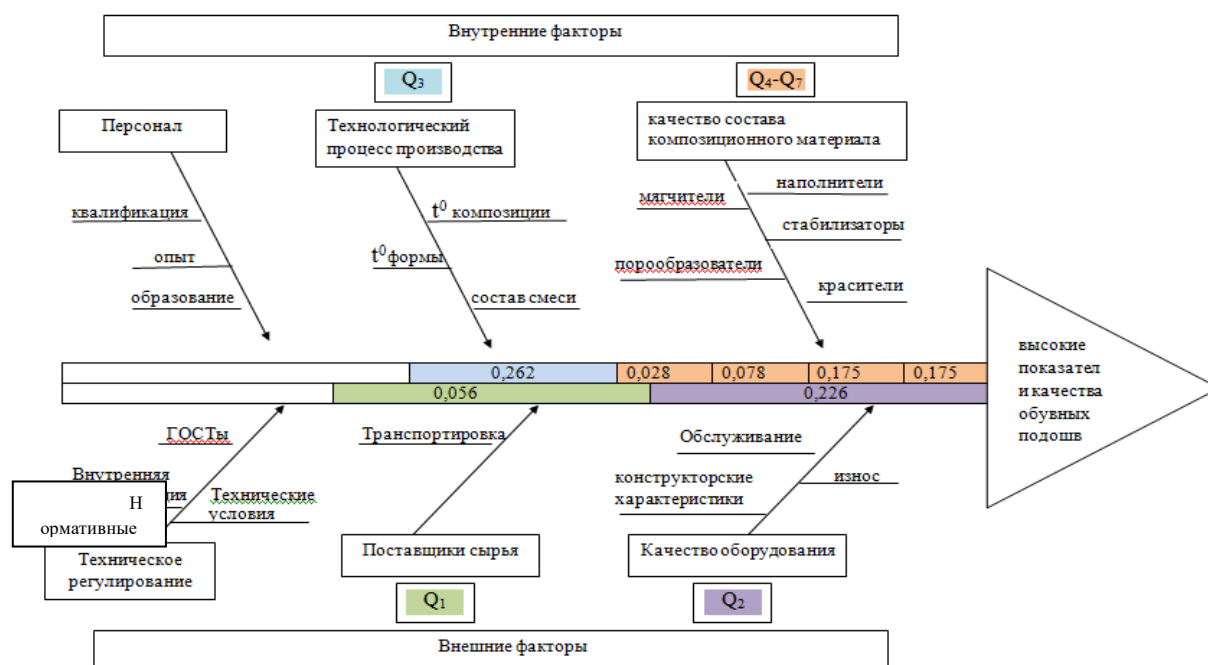 Внутренние факторы
Q3
Q4-Q7
Персонал
Технологический
процесс производства
качество состава
композиционного материала
квалификация
опыт
образование
t⁰ композиции
t⁰ формы
состав смеси
мягчители
порообразователи
наполнители
стабилизаторы
красители
0,262
0,028
0,078
0,175
0,175
0,056
0,226
высокие
показател
и качества
обувных
подошв
ГОСТы
Внутренняя
Н
ормативные
Технические
условия
Техническое
регулирование
Транспортировка
Поставщики сырья
Обслуживание
конструкторские
характеристики
износ
Качество оборудования
Q1
Q2
Внешние факторы